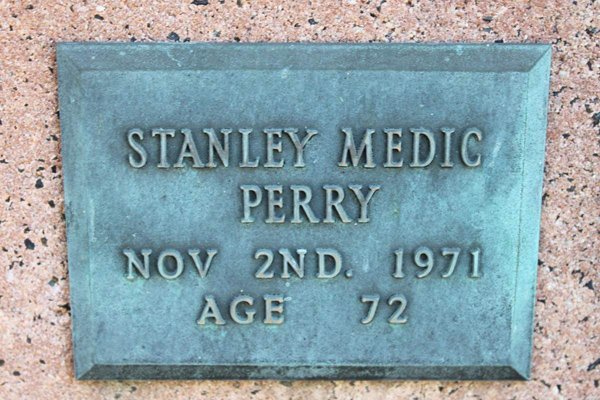 STANLEY MEDIC
PERRY
NOV 2ND. 1971
AGE 72